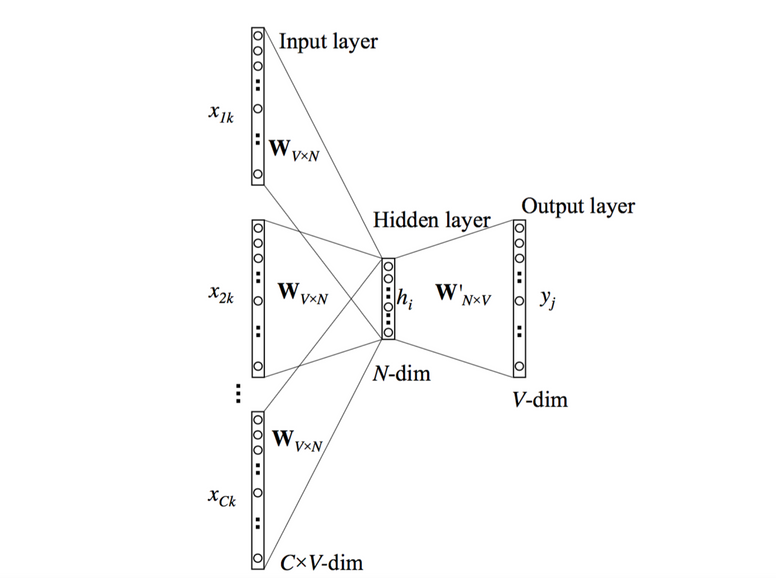 Input layer
x1k
WV×N
Hidden layer
Output layer
x2k
WV×N
hi
W'N×V
yj
N-dim
V-dim
WV×N
xCk
C×V-dim